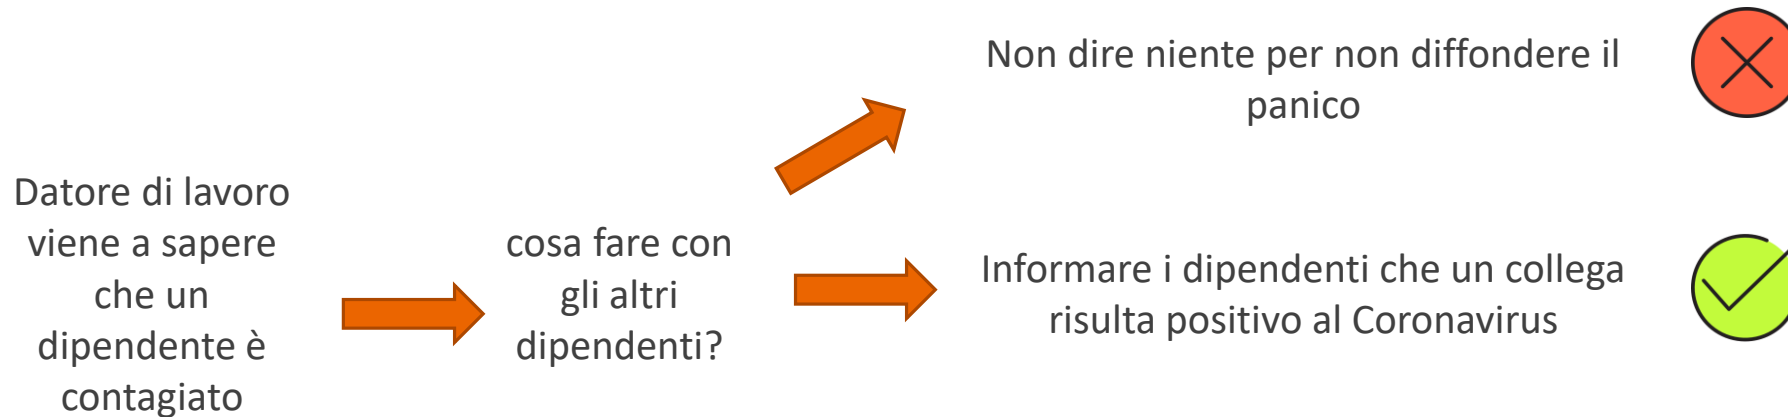 Datore di lavoro
viene a sapere
che un
dipendente è
contagiato
cosa fare con
gli altri
dipendenti?
Non dire niente per non diffondere il
panico
Informare i dipendenti che un collega
risulta positivo al Coronavirus